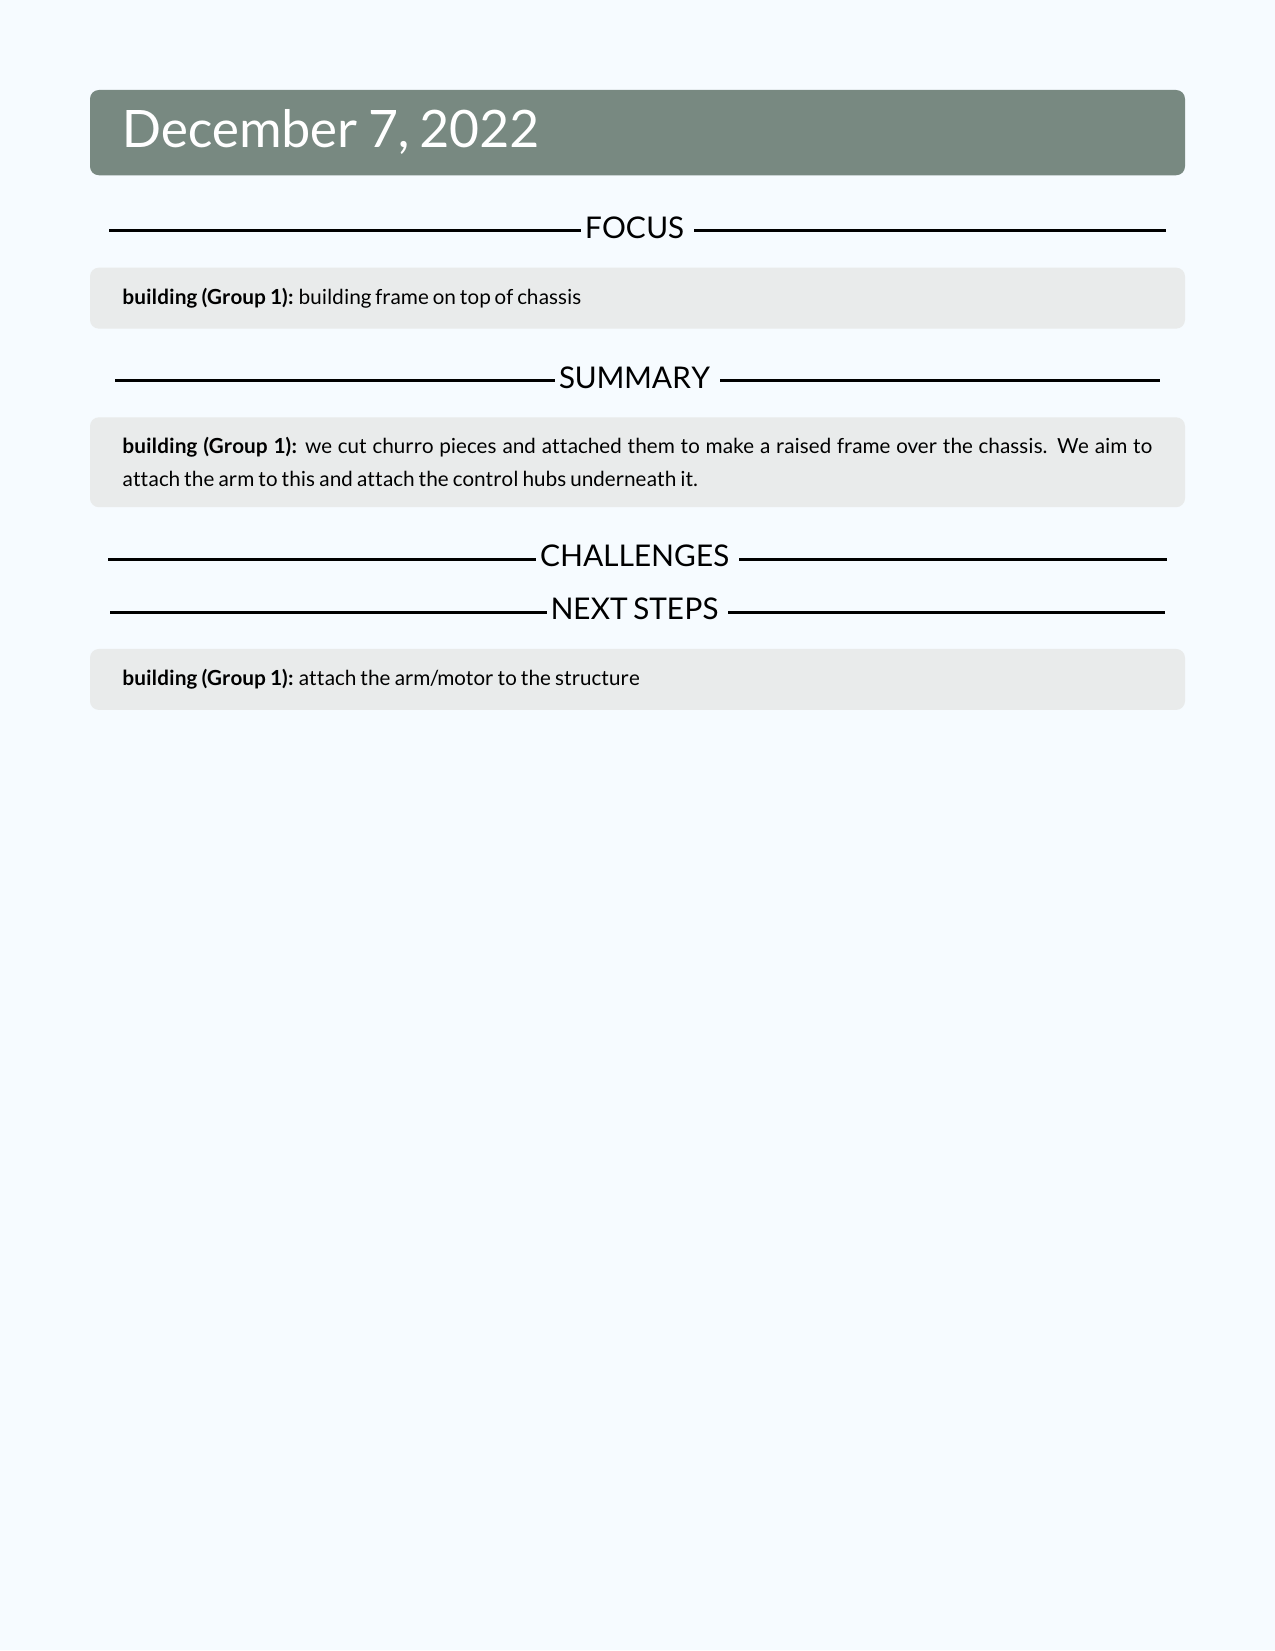 December 7, 2022
FOCUS
building (Group 1): building frame on top of chassis
SUMMARY
building (Group 1): we cut churro pieces and attached them to make a raised frame over the chassis. We aim to
attach the arm to this and attach the control hubs underneath it.
CHALLENGES
NEXT STEPS
building (Group 1): attach the arm/motor to the structure